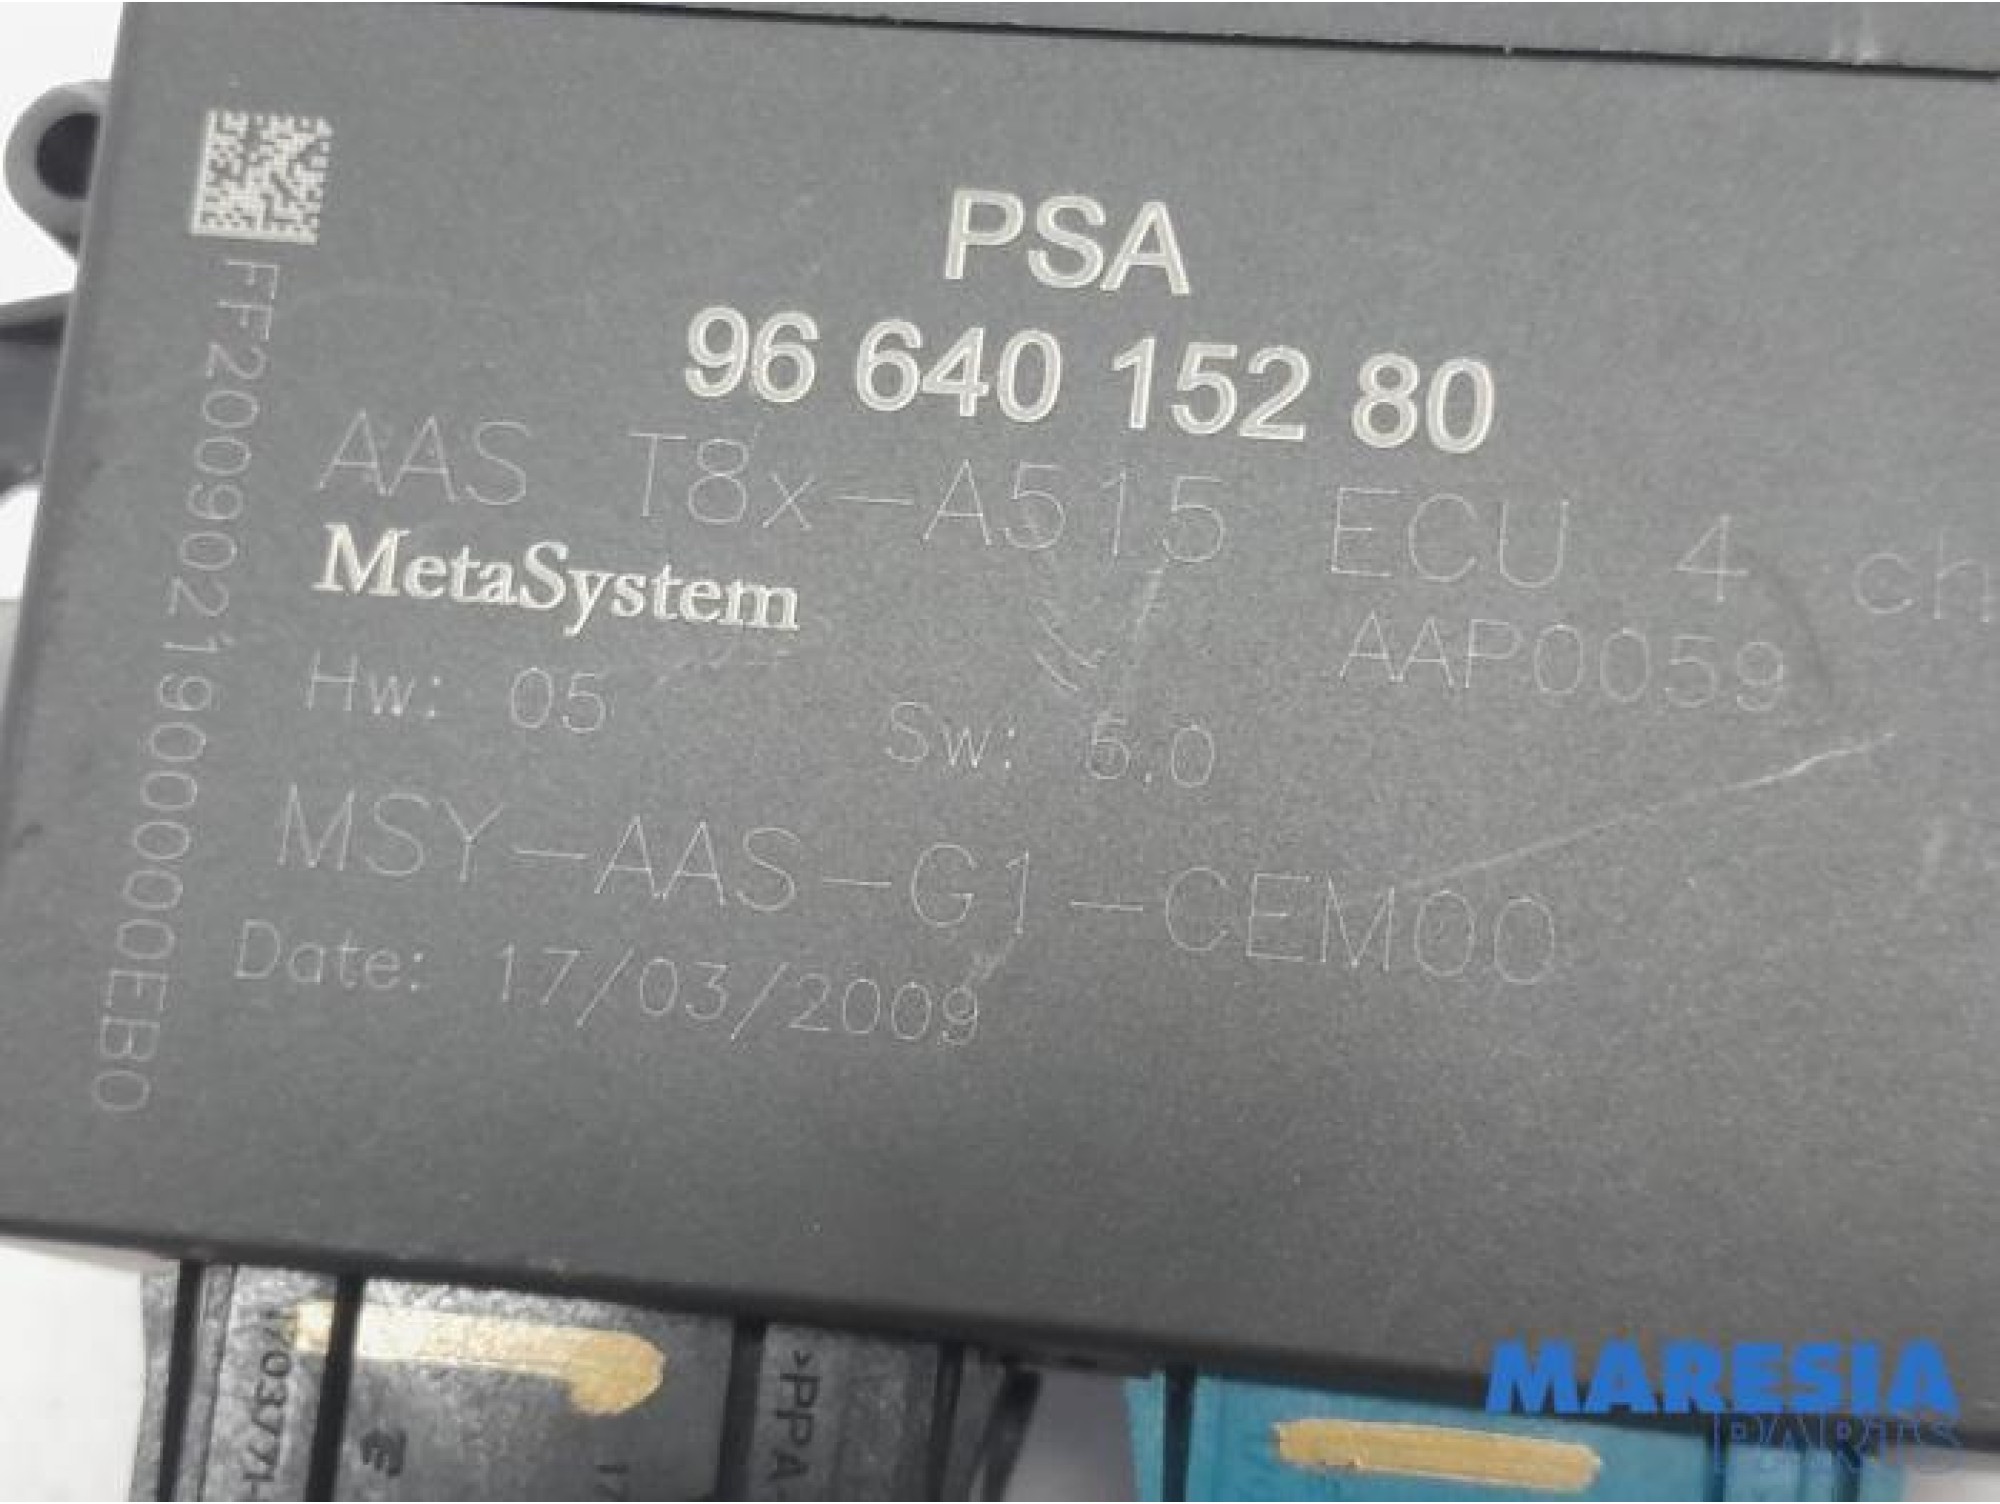 PSA
96 640 152 80
AAS T8x-A515 ECU 4 ch
MetaSystem
AAP0059
Hw: 05 Sw: 5.0
MSY-AAS-G1-CEM00
Date: 17/03/2009
FF20090219000000EB0
>PPA
MARESIA
PARTS